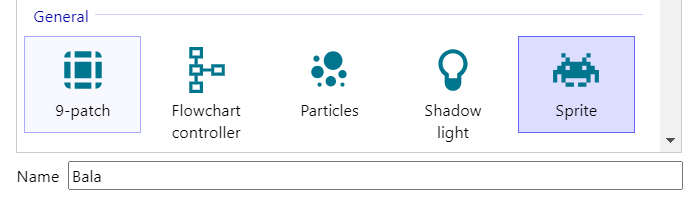 General
9-patch
Flowchart
controller
Particles
Shadow
light
Sprite
Name Bala